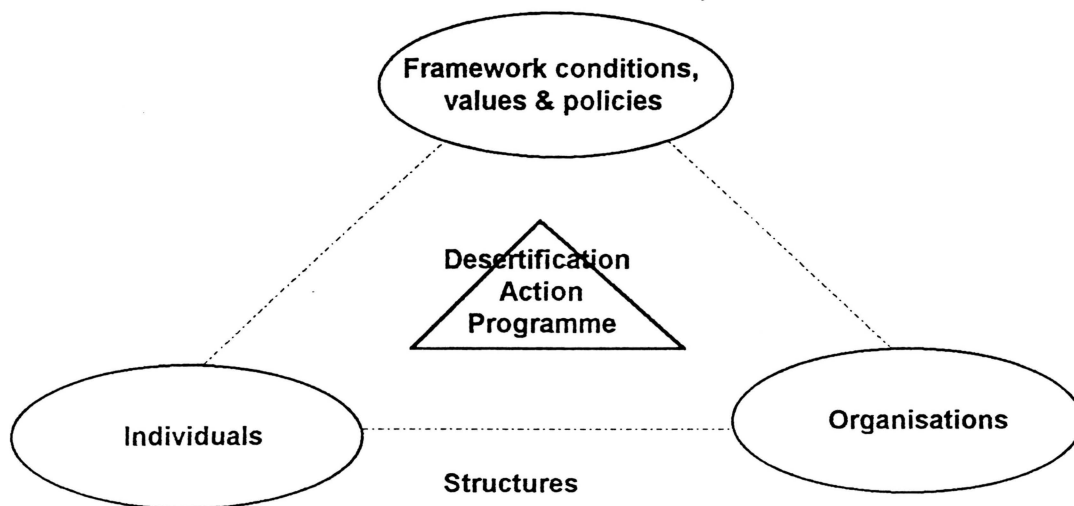 Framework conditions,
values & policies
Desertification
Action
Programme
Individuals
Organisations
Structures